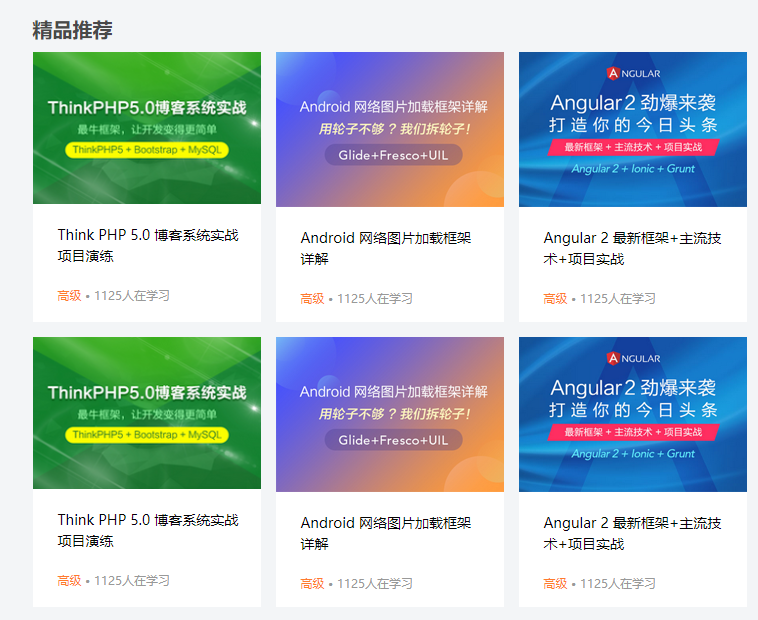 精品推荐
ThinkPHP5.0博客系统实战
最牛框架，让开发变得更简单
ThinkPHP5 + Bootstrap + MySQL
Think PHP 5.0 博客系统实战
项目演练
高级 • 1125人在学习
Android 网络图片加载框架详解
用轮子不够？我们拆轮子！
Glide+Fresco+UIL
Android 网络图片加载框架
详解
高级 • 1125人在学习
ANGULAR
Angular 2 劲爆来袭
打造你的今日头条
最新框架 + 主流技术 + 项目实战
Angular 2 + Ionic + Grunt
Angular 2 最新框架+主流技
术+项目实战
高级 • 1125人在学习
ThinkPHP5.0博客系统实战
最牛框架，让开发变得更简单
ThinkPHP5 + Bootstrap + MySQL
Think PHP 5.0 博客系统实战
项目演练
高级 • 1125人在学习
Android 网络图片加载框架详解
用轮子不够？我们拆轮子！
Glide+Fresco+UIL
Android 网络图片加载框架
详解
高级 • 1125人在学习
ANGULAR
Angular 2 劲爆来袭
打造你的今日头条
最新框架 + 主流技术 + 项目实战
Angular 2 + Ionic + Grunt
Angular 2 最新框架+主流技
术+项目实战
高级 • 1125人在学习